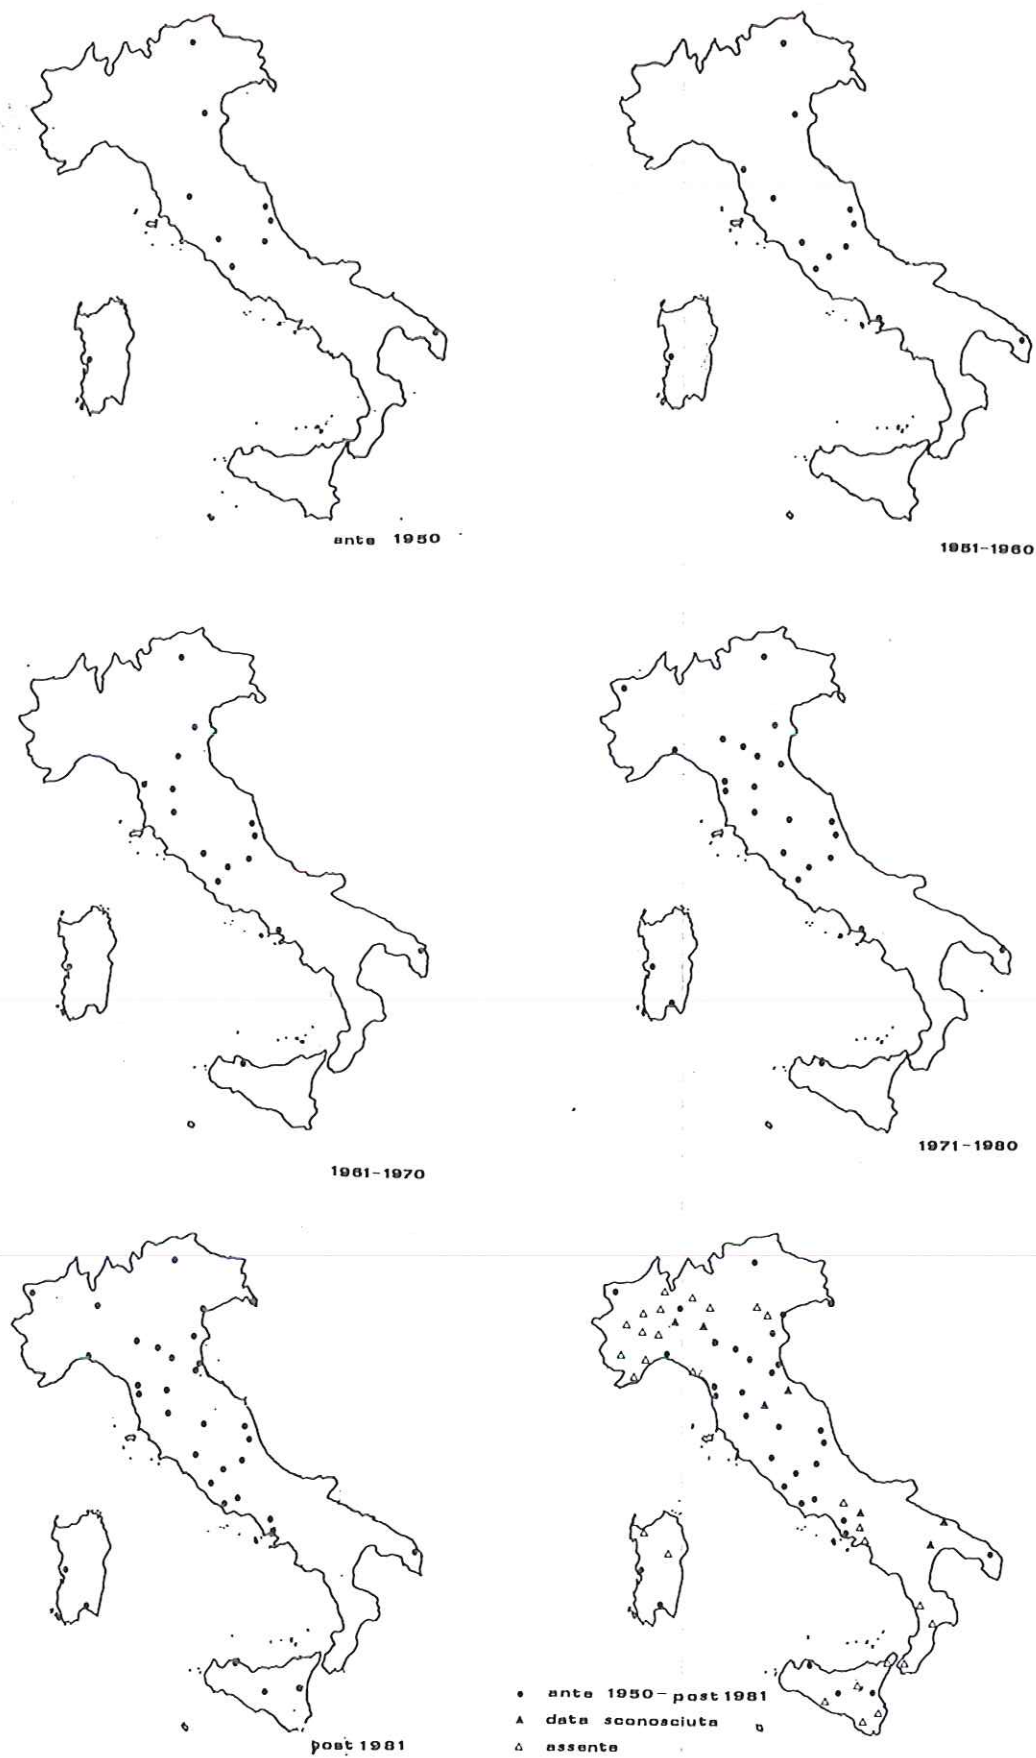 ante 1950
1951-1960
1961-1970
1971-1980
post 1981
ante 1950-post 1981
data sconosciuta
assente